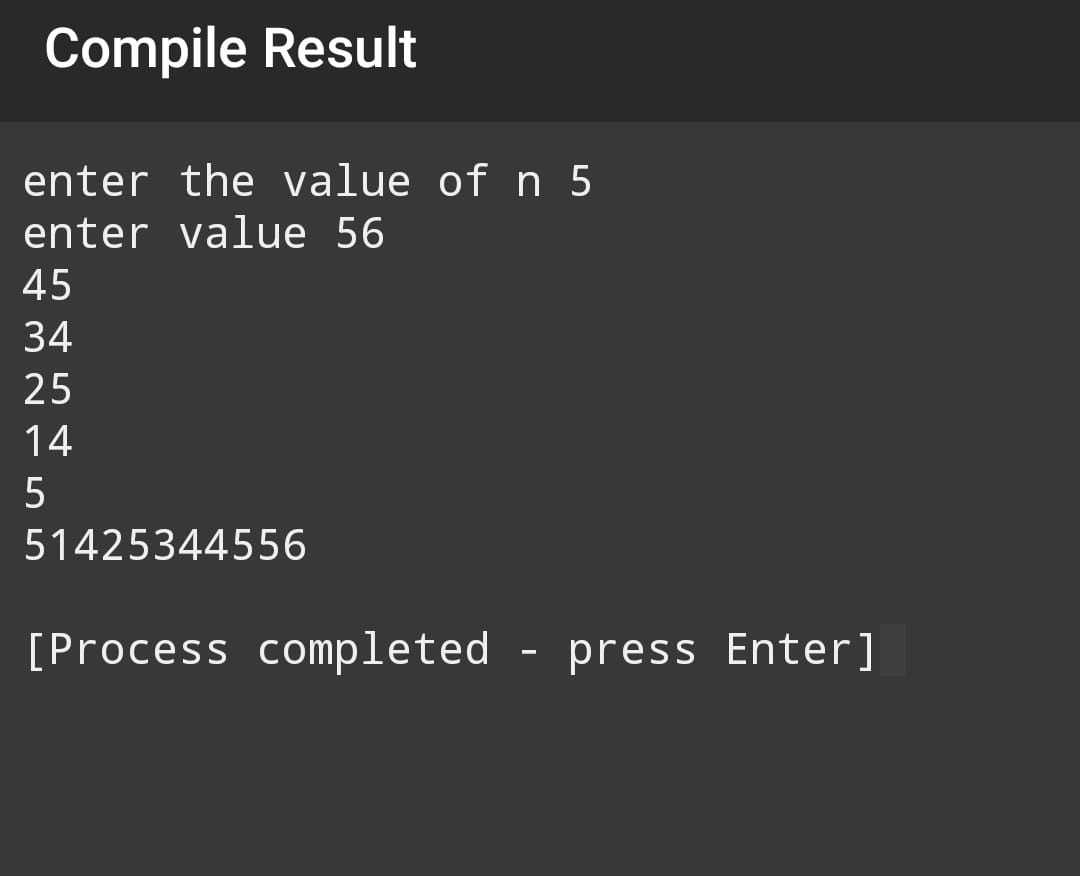 Compile Result
enter the value of n 5
enter value 56
45
34
25
14
5
51425344556
[Process completed - press Enter]